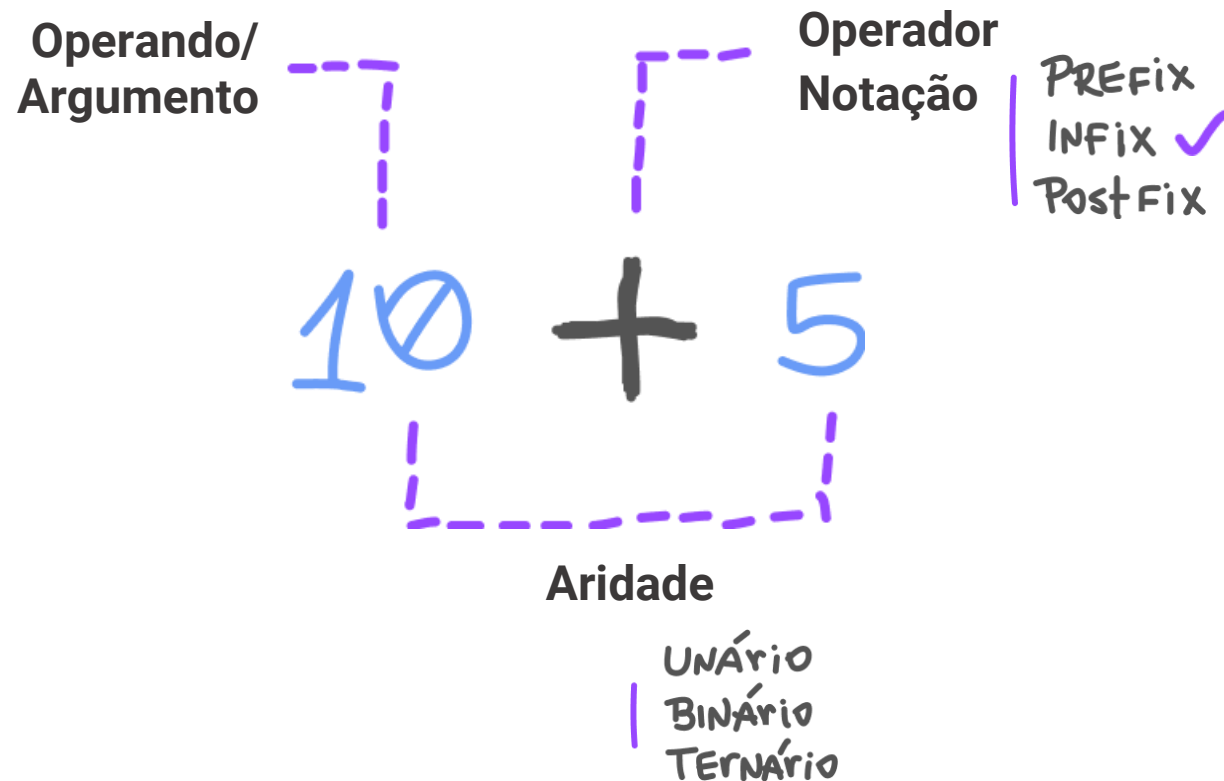 Operando/
Argumento
Operador
Notação
PREFix
INFix
PostFix
10 + 5
Aridade
UNÁriO
BINÁriO
TErNÁriO